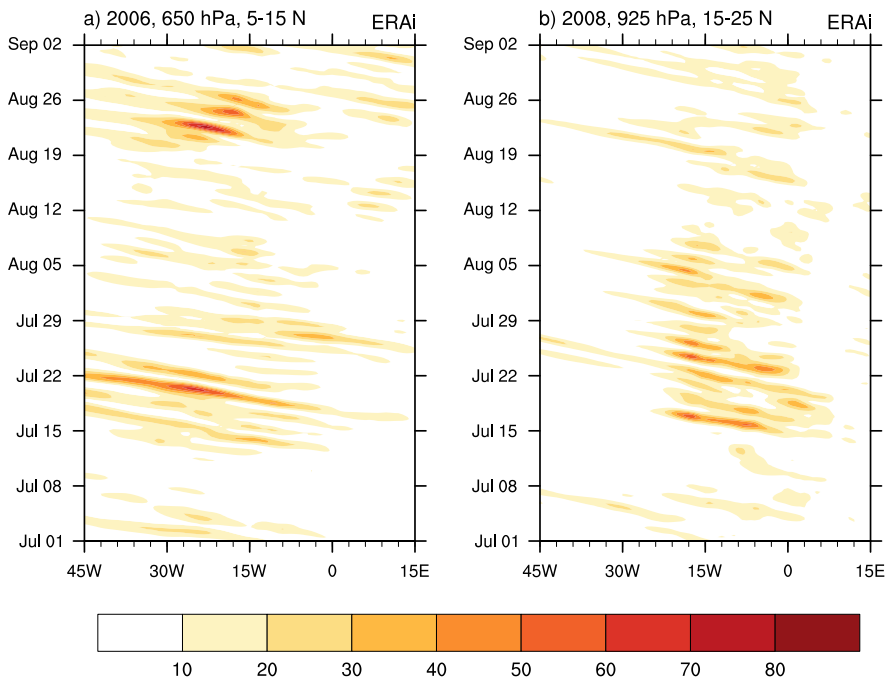 a) 2006, 650 hPa, 5-15 N ERAi
b) 2008, 925 hPa, 15-25 N ERAi
Sep 02
Aug 26
Aug 19
Aug 12
Aug 05
Jul 29
Jul 22
Jul 15
Jul 08
Jul 01
45W 30W 15W 0 15E
Sep 02
Aug 26
Aug 19
Aug 12
Aug 05
Jul 29
Jul 22
Jul 15
Jul 08
Jul 01
45W 30W 15W 0 15E
10 20 30 40 50 60 70 80